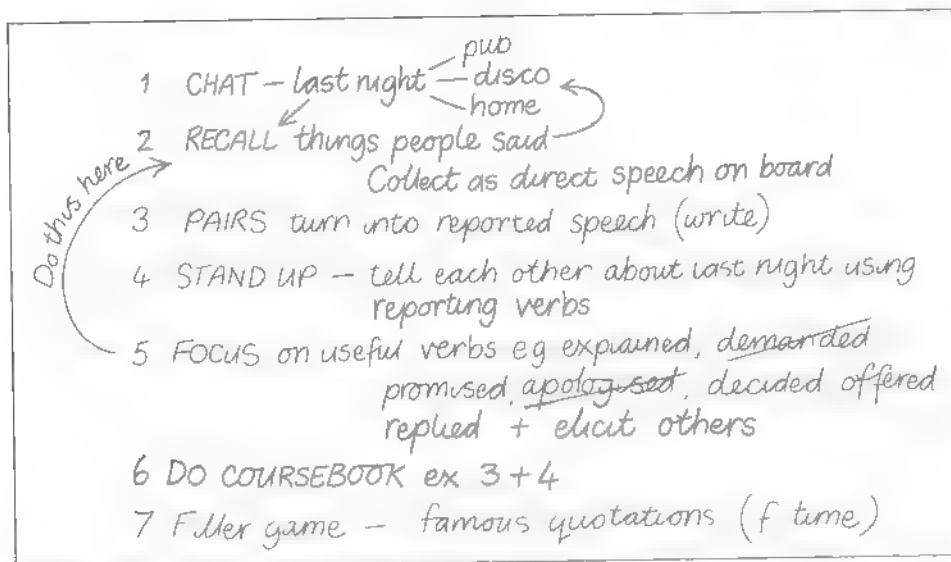 pub
1 CHAT – last night – disco
home
2 RECALL things people said
Collect as direct speech on board
Do this here
3 PAIRS turn into reported speech (write)
4 STAND UP – tell each other about last night using
reporting verbs
5 FOCUS on useful verbs eg explained, demanded
promised, apologised, decided offered
replied + elicit others
6 DO COURSEBOOK ex 3 + 4
7 Filler game – famous quotations (if time)